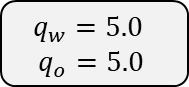 q_w = 5.0
q_o = 5.0